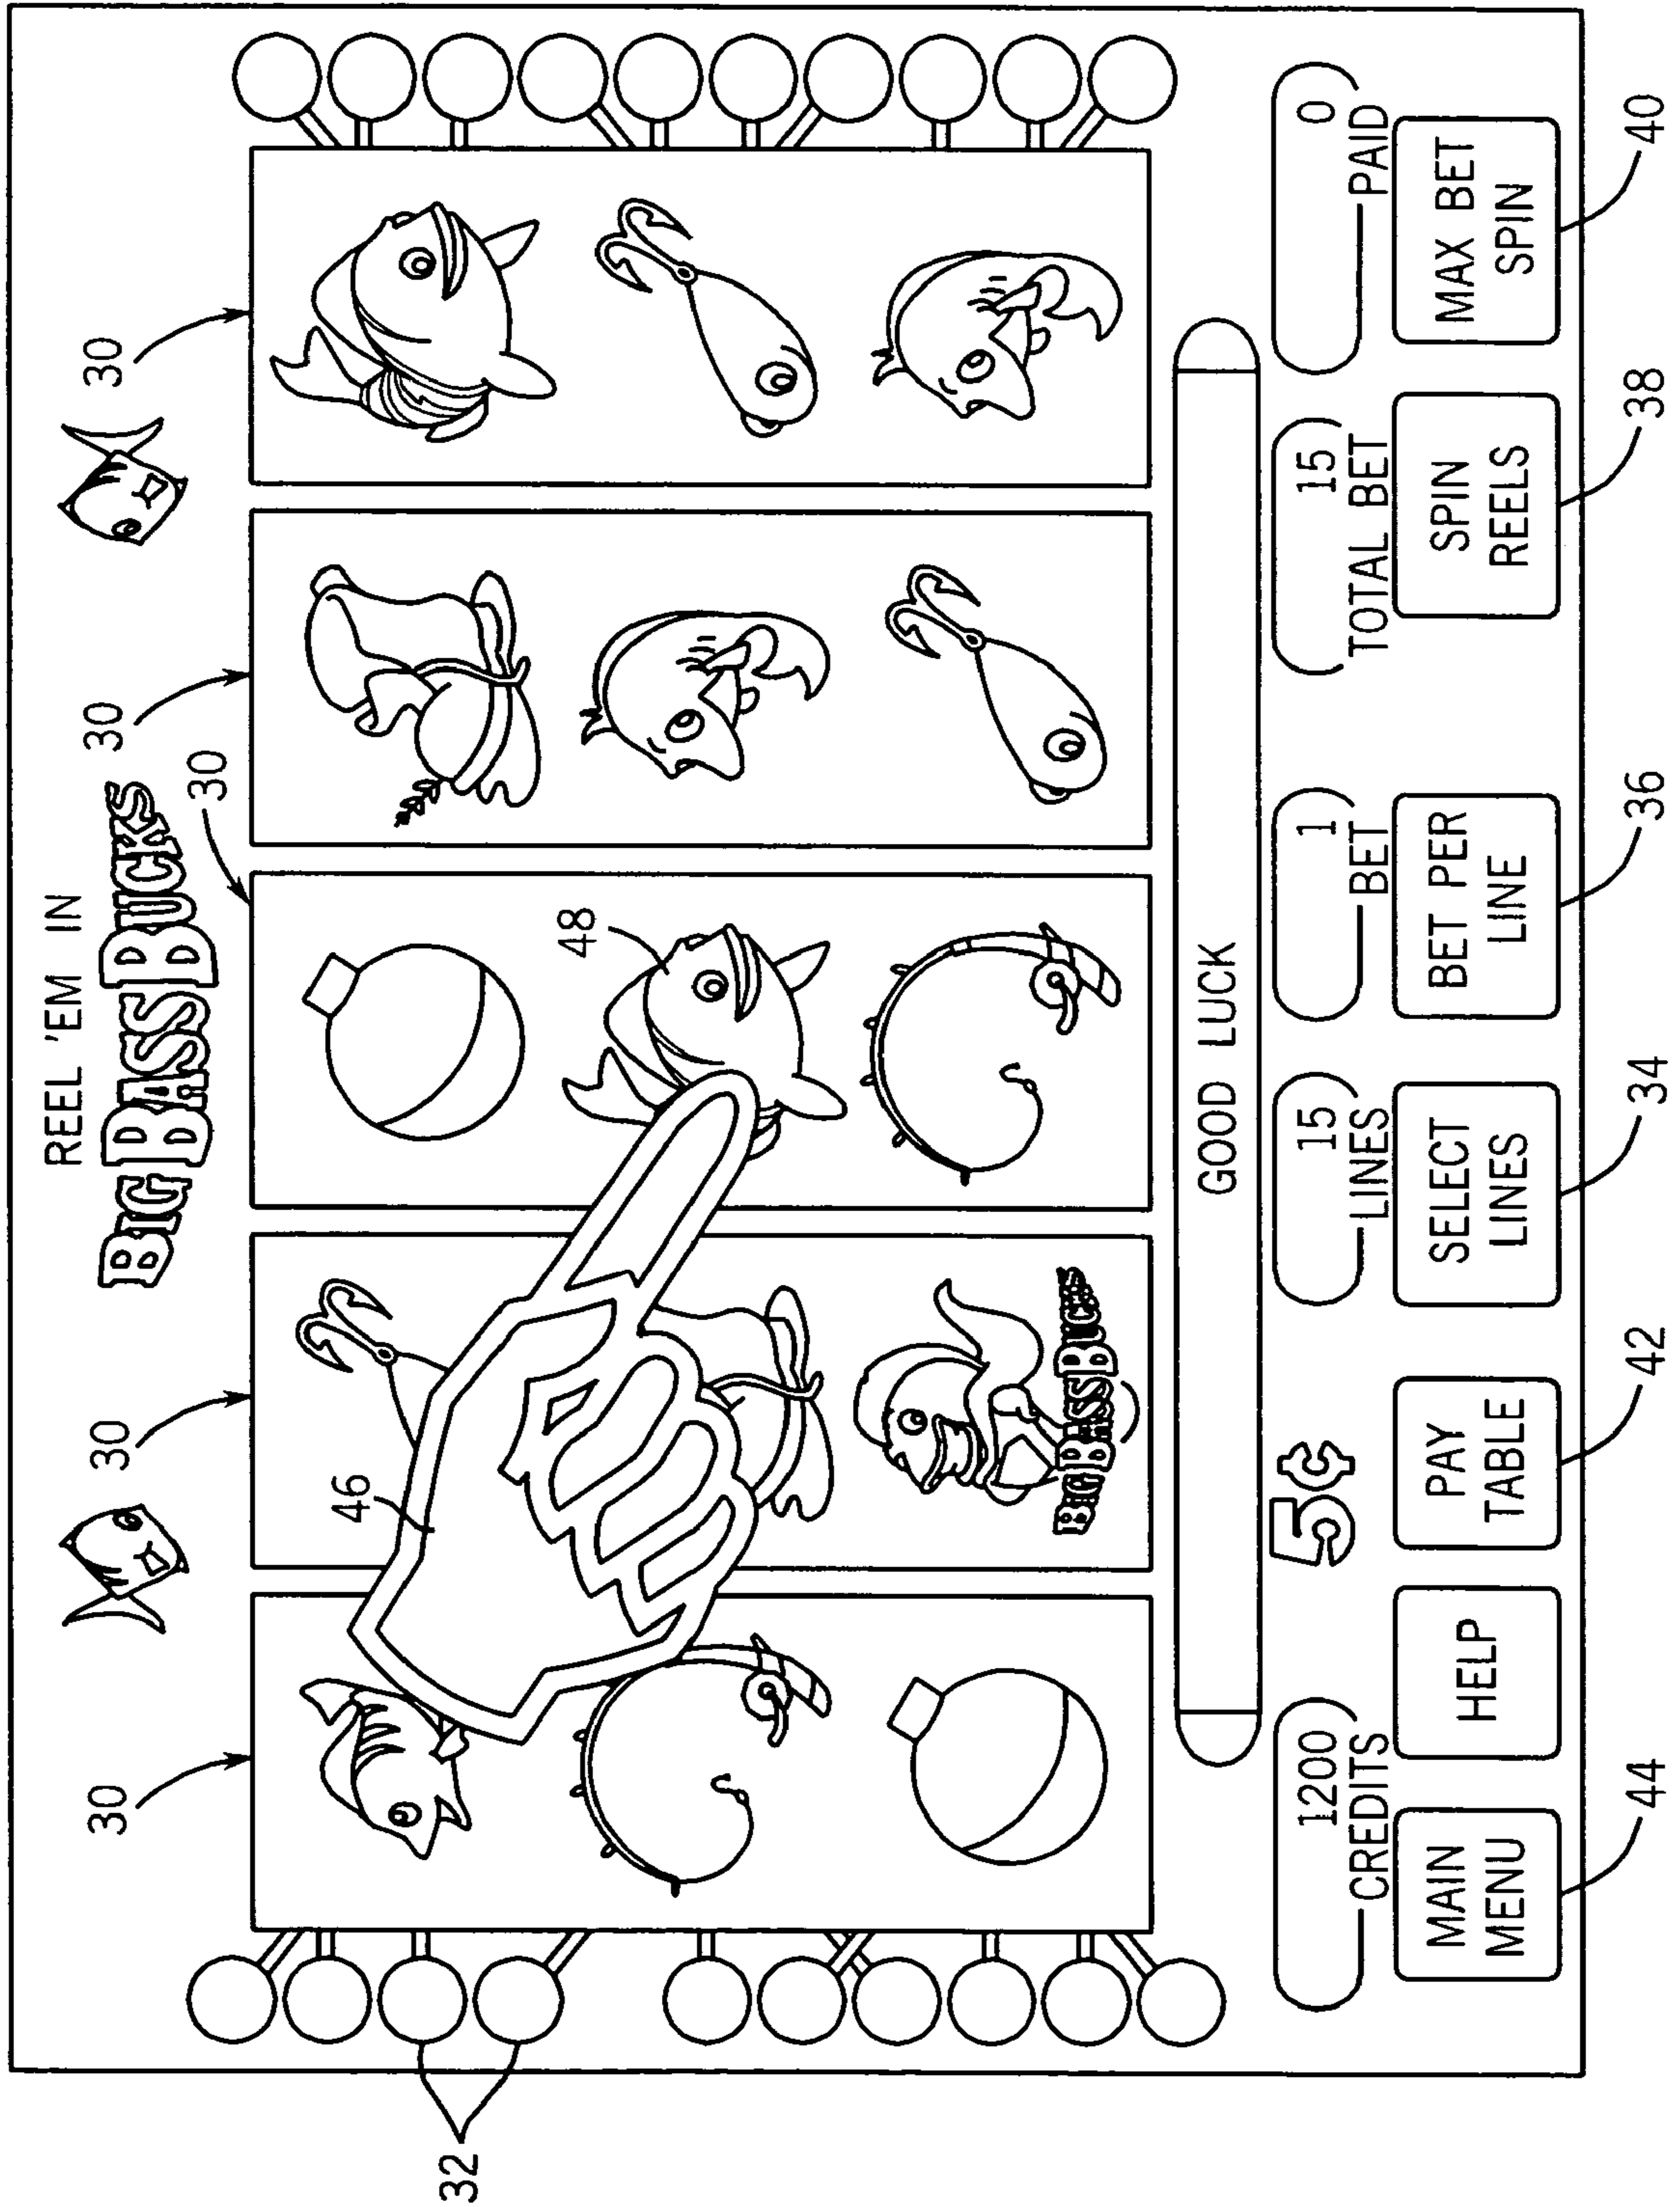 REEL 'EM IN
BIG BASS BUCKS
30
30
30
30
30
46
48
BIG BASS BUCKS
32
GOOD LUCK
1200
CREDITS
5¢
15
LINES
1
BET
15
TOTAL BET
0
PAID
MAIN
MENU
HELP
PAY
TABLE
SELECT
LINES
BET PER
LINE
SPIN
REELS
MAX BET
SPIN
44
42
34
36
38
40